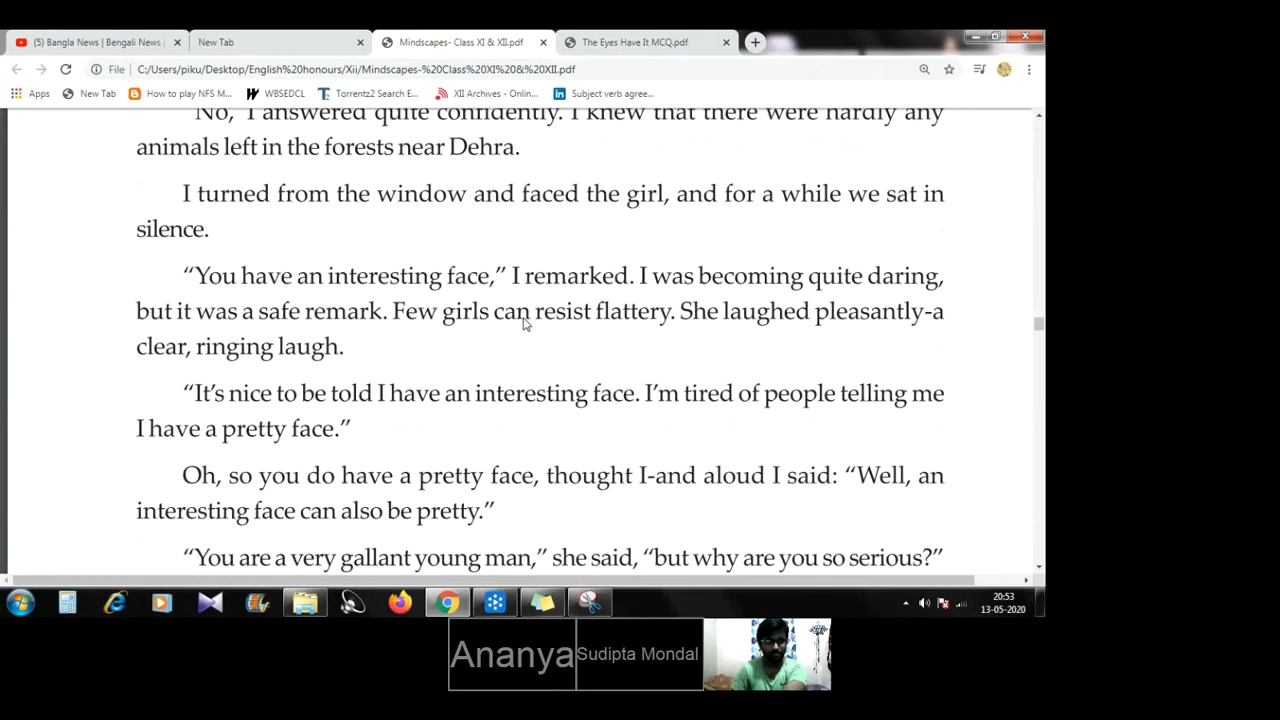 (5) Bangla News | Bengali News
New Tab
Mindscapes- Class XI & XII.pdf
The Eyes Have It MCQ.pdf
File | C:/Users/piku/Desktop/English%20honours/Xii/Mindscapes-%20Class%20XI%20&%20XII.pdf
Apps
New Tab
How to play NFS M...
WBSEDCL
Torrentz2 Search E...
XII Archives - Onlin...
Subject verb agree...
"No," I answered quite confidently. I knew that there were hardly any
animals left in the forests near Dehra.
I turned from the window and faced the girl, and for a while we sat in
silence.
“You have an interesting face,” I remarked. I was becoming quite daring,
but it was a safe remark. Few girls can resist flattery. She laughed pleasantly-a
clear, ringing laugh.
“It’s nice to be told I have an interesting face. I’m tired of people telling me
I have a pretty face.”
Oh, so you do have a pretty face, thought I-and aloud I said: “Well, an
interesting face can also be pretty.”
“You are a very gallant young man,” she said, “but why are you so serious?”
20:53
13-05-2020
Ananya
Sudipta Mondal